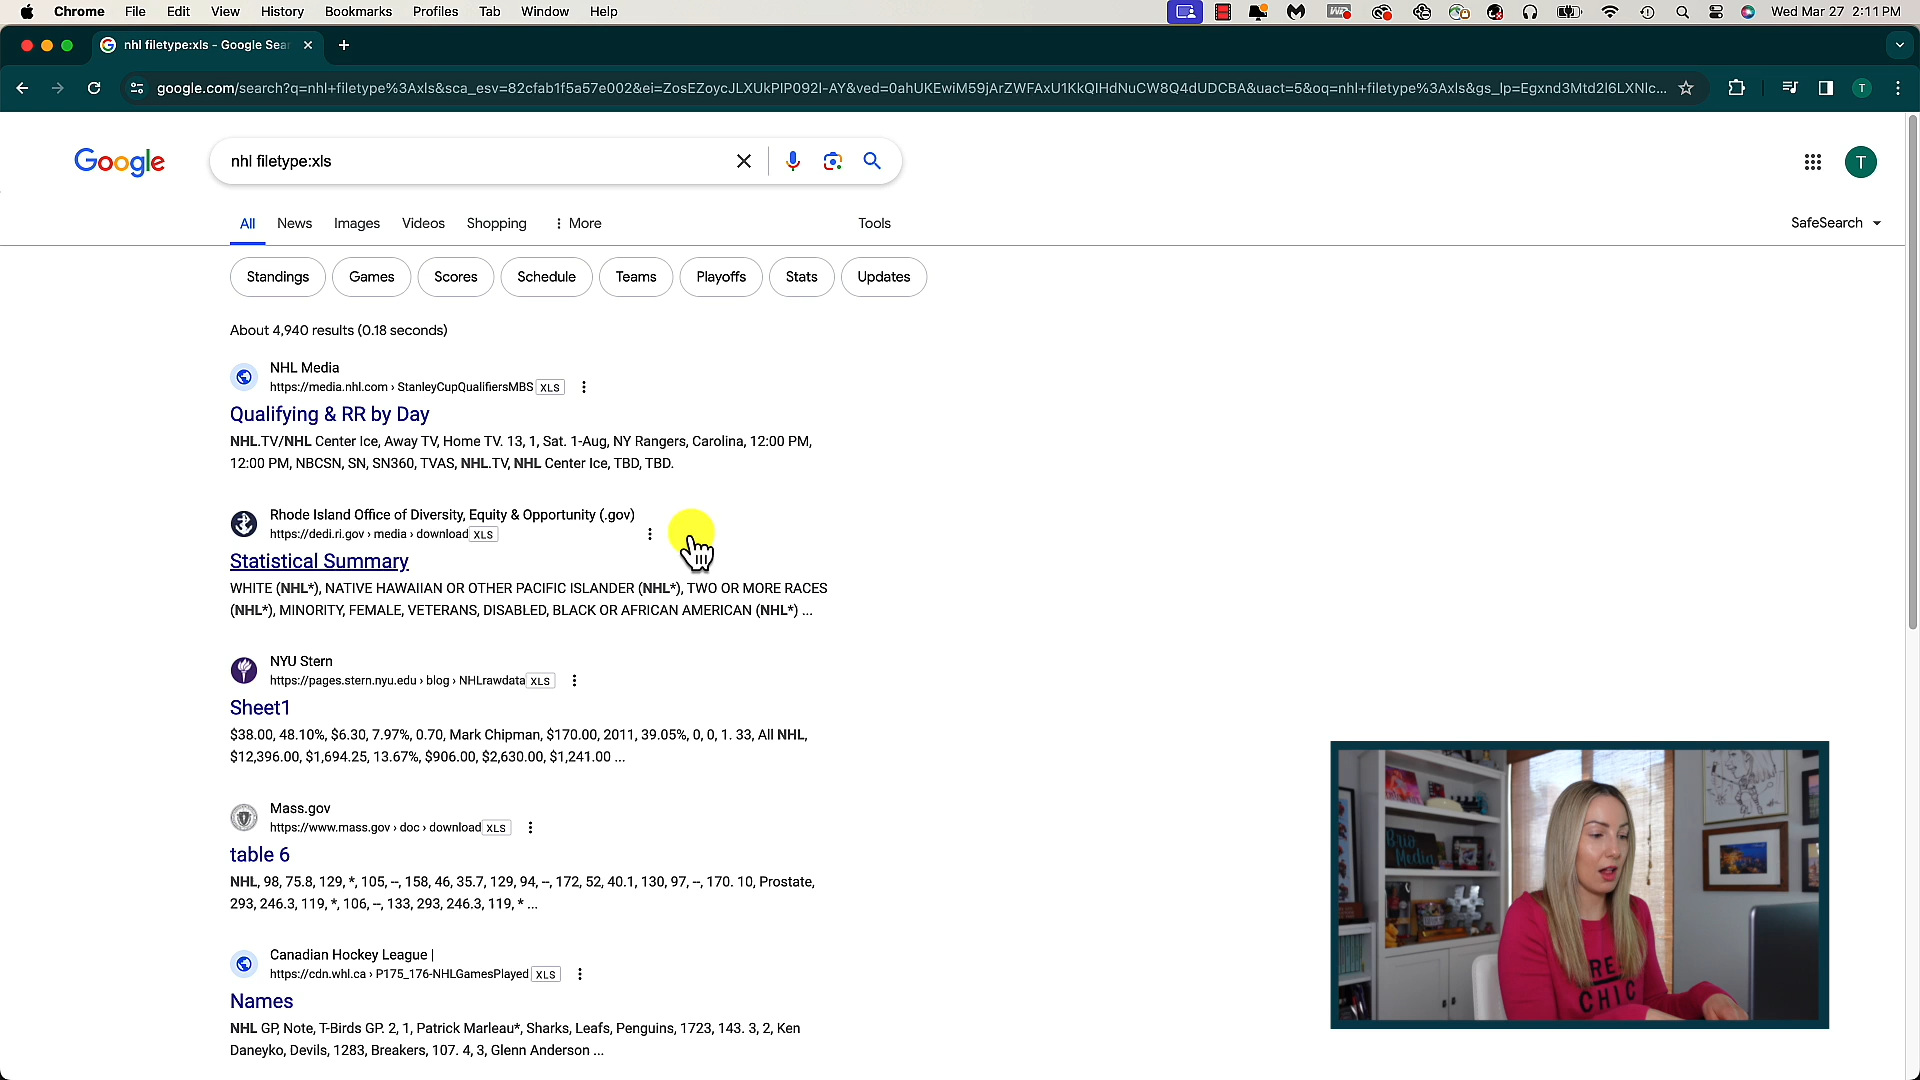 Chrome File Edit View History Bookmarks Profiles Tab Window Help
Wed Mar 27 2:11 PM
nhl filetype:xls - Google Sear
google.com/search?q=nhl+filetype%3Axls&sca_esv=82cfab1f5a57e002&ei=ZosEZoycJLXUkPIP092I-AY&ved=0ahUKEwiM59jArZWFAxU1KkQIHdNuCW8Q4dUDCBA&uact=5&oq=nhl+filetype%3Axls&gs_lp=Egxnd3Mtd2l6LXNlc...
T
Google
nhl filetype:xls
T
All News Images Videos Shopping More Tools
SafeSearch
Standings Games Scores Schedule Teams Playoffs Stats Updates
About 4,940 results (0.18 seconds)
NHL Media
https://media.nhl.com › StanleyCupQualifiersMBS XLS
Qualifying & RR by Day
NHL.TV/NHL Center Ice, Away TV, Home TV. 13, 1, Sat. 1-Aug, NY Rangers, Carolina, 12:00 PM,
12:00 PM, NBCSN, SN, SN360, TVAS, NHL.TV, NHL Center Ice, TBD, TBD.
Rhode Island Office of Diversity, Equity & Opportunity (.gov)
https://dedi.ri.gov › media › download XLS
Statistical Summary
WHITE (NHL*), NATIVE HAWAIIAN OR OTHER PACIFIC ISLANDER (NHL*), TWO OR MORE RACES
(NHL*), MINORITY, FEMALE, VETERANS, DISABLED, BLACK OR AFRICAN AMERICAN (NHL*) ...
NYU Stern
https://pages.stern.nyu.edu › blog › NHLrawdata XLS
Sheet1
$38.00, 48.10%, $6.30, 7.97%, 0.70, Mark Chipman, $170.00, 2011, 39.05%, 0, 0, 1. 33, All NHL,
$12,396.00, $1,694.25, 13.67%, $906.00, $2,630.00, $1,241.00 ...
Mass.gov
https://www.mass.gov › doc › download XLS
table 6
NHL, 98, 75.8, 129, *, 105, --, 158, 46, 35.7, 129, 94, --, 172, 52, 40.1, 130, 97, --, 170. 10, Prostate,
293, 246.3, 119, *, 106, --, 133, 293, 246.3, 119, * ...
Canadian Hockey League |
https://cdn.whl.ca › P175_176-NHLGamesPlayed XLS
Names
NHL GP, Note, T-Birds GP. 2, 1, Patrick Marleau*, Sharks, Leafs, Penguins, 1723, 143. 3, 2, Ken
Daneyko, Devils, 1283, Breakers, 107. 4, 3, Glenn Anderson ...
Media
CHIC